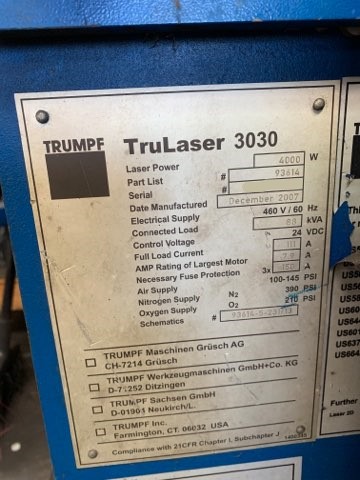 TRUMPF
TruLaser 3030
Laser Power 4000 W
Part List # 93614
Serial #
Date Manufactured December 2007
Electrical Supply 460 V / 60 Hz
Connected Load kVA
Control Voltage 24 VDC
Full Load Current A
AMP Rating of Largest Motor A
Necessary Fuse Protection 3x A
Air Supply 100-145 PSI
Nitrogen Supply N2 390 PSI
Oxygen Supply O2 210 PSI
Schematics #
TRUMPF Maschinen Grüsch AG
CH-7214 Grüsch
TRUMPF Werkzeugmaschinen GmbH+Co. KG
D-71252 Ditzingen
TRUMPF Sachsen GmbH
D-01904 Neukirch/L.
TRUMPF Inc.
Farmington, CT. 06032 USA
Compliance with 21CFR Chapter I, Subchapter J
Further